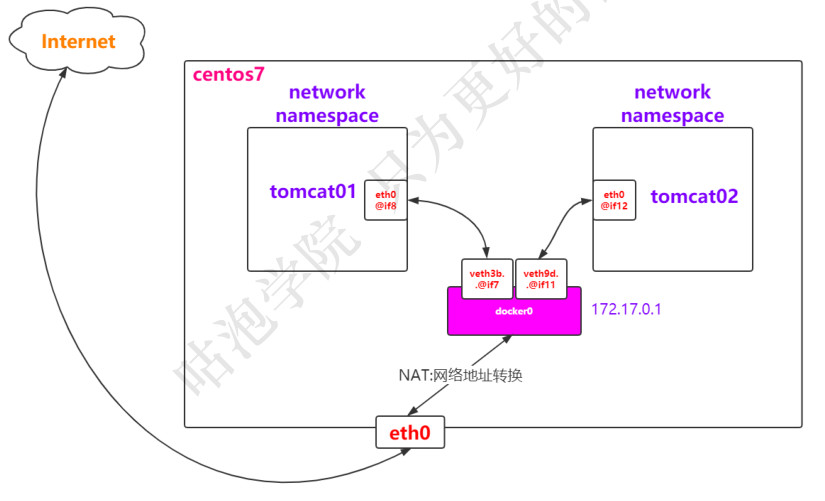 Internet
centos7
network
namespace
network
namespace
tomcat01
eth0
@if8
eth0
@if12
tomcat02
veth3b.
.@if7
veth9d.
.@if11
docker0
172.17.0.1
NAT:网络地址转换
eth0
咕泡学院 只为更好的